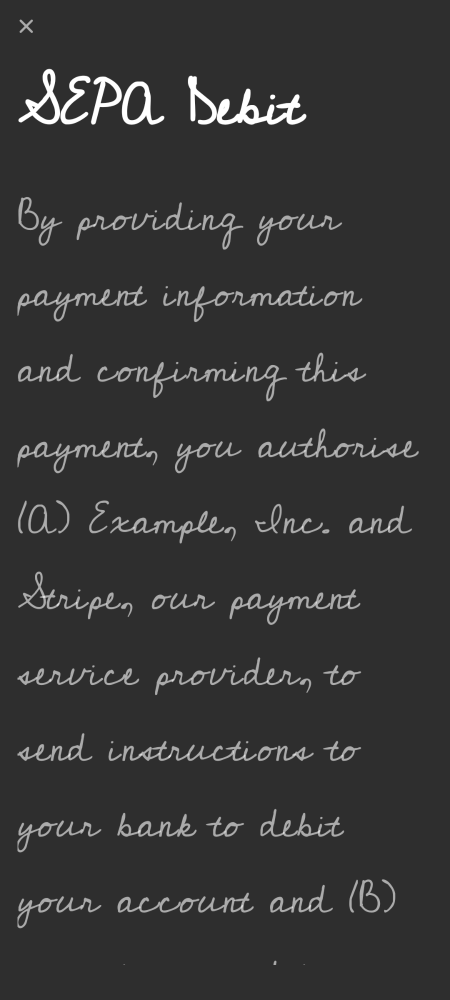 SEPA Debit
By providing your
payment information
and confirming this
payment, you authorise
(A) Example, Inc. and
Stripe, our payment
service provider, to
send instructions to
your bank to debit
your account and (B)